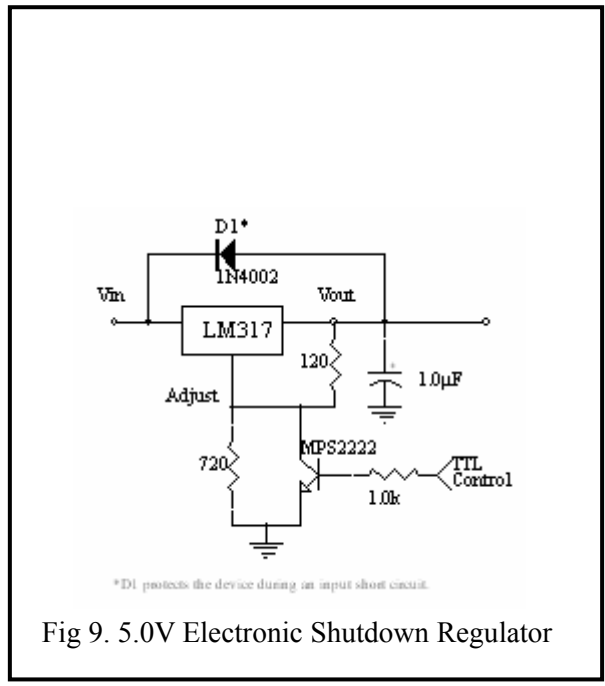 D1*
1N4002
Vin
Vout
LM317
120
1.0µF
Adjust
MPS2222
720
TTL
Control
1.0k
*D1 protects the device during an input short circuit.
Fig 9. 5.0V Electronic Shutdown Regulator